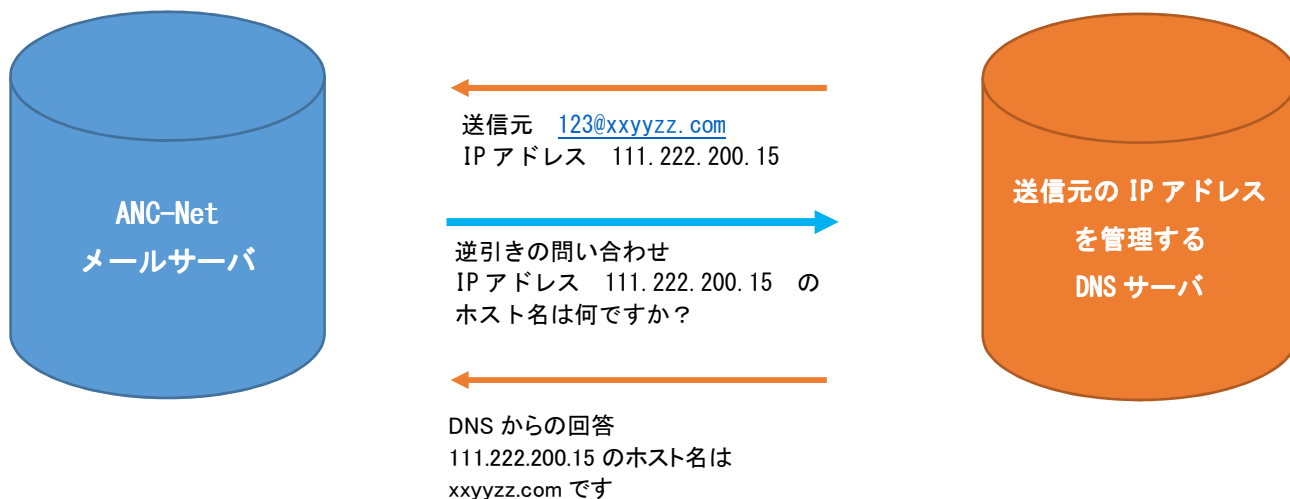 ANC-Net
メールサーバ
送信元　123@xxyyzz.com
IP アドレス　111.222.200.15
逆引きの問い合わせ
IP アドレス　111.222.200.15　の
ホスト名は何ですか？
DNS からの回答
111.222.200.15 のホスト名は
xxyyzz.com です
送信元の IP アドレス
を管理する
DNS サーバ